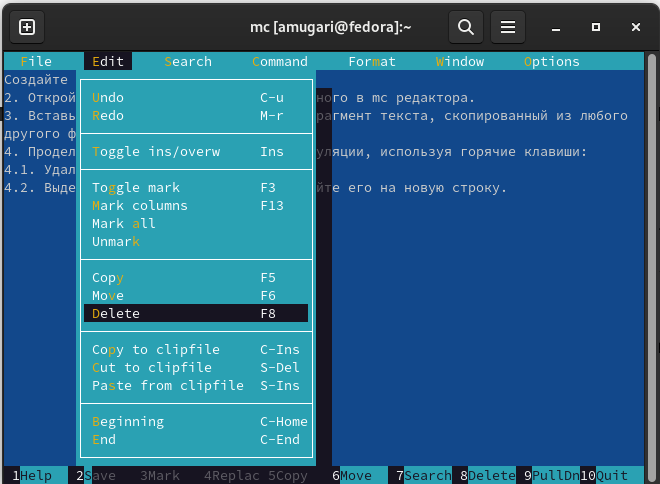 mc [amugari@fedora]:~
File Edit Search Command Format Window Options
Создайте
2. Открой ного в mc редактора.
3. Вставь рагмент текста, скопированный из любого
другого ф
4. Продел уляции, используя горячие клавиши:
4.1. Удал
4.2. Выде йте его на новую строку.
Undo C-u
Redo M-r
Toggle ins/overw Ins
Toggle mark F3
Mark columns F13
Mark all
Unmark
Copy F5
Move F6
Delete F8
Copy to clipfile C-Ins
Cut to clipfile S-Del
Paste from clipfile S-Ins
Beginning C-Home
End C-End
1Help 2Save 3Mark 4Replac 5Copy 6Move 7Search 8Delete 9PullDn 10Quit